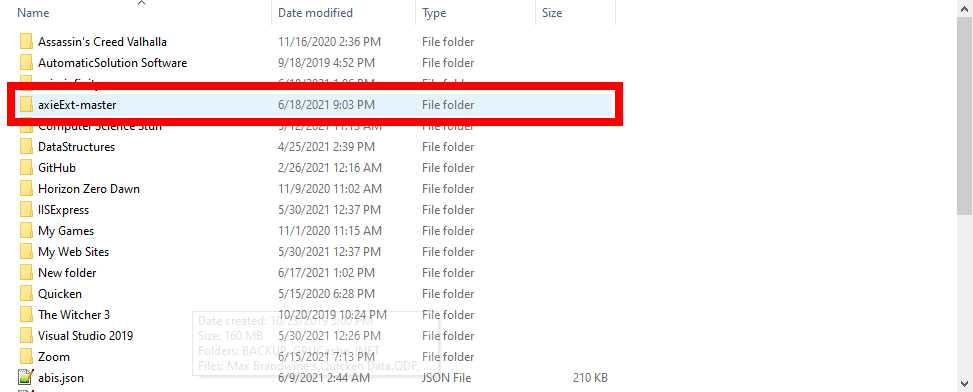 Name Date modified Type Size
Assassin's Creed Valhalla 11/16/2020 2:36 PM File folder
AutomaticSolution Software 9/18/2019 4:52 PM File folder
File folder
axieExt-master 6/18/2021 9:03 PM File folder
Computer Science Stuff 5/12/2021 11:15 AM File folder
DataStructures 4/25/2021 2:39 PM File folder
GitHub 2/26/2021 12:16 AM File folder
Horizon Zero Dawn 11/9/2020 11:02 AM File folder
IISExpress 5/30/2021 12:37 PM File folder
My Games 11/1/2020 11:15 AM File folder
My Web Sites 5/30/2021 12:37 PM File folder
New folder 6/17/2021 1:02 PM File folder
Quicken 5/15/2020 6:28 PM File folder
The Witcher 3 10/20/2019 10:24 PM File folder
Date created: 10/23/2019 3:00 PM
Visual Studio 2019 5/30/2021 12:26 PM File folder
Size: 160 MB
Folders: BACKUP, GPUCache, INET
Zoom 6/15/2021 7:13 PM File folder
Files: Max Brandwine's Quicken Data.QDF, ...
abis.json 6/9/2021 2:44 AM JSON File 210 KB